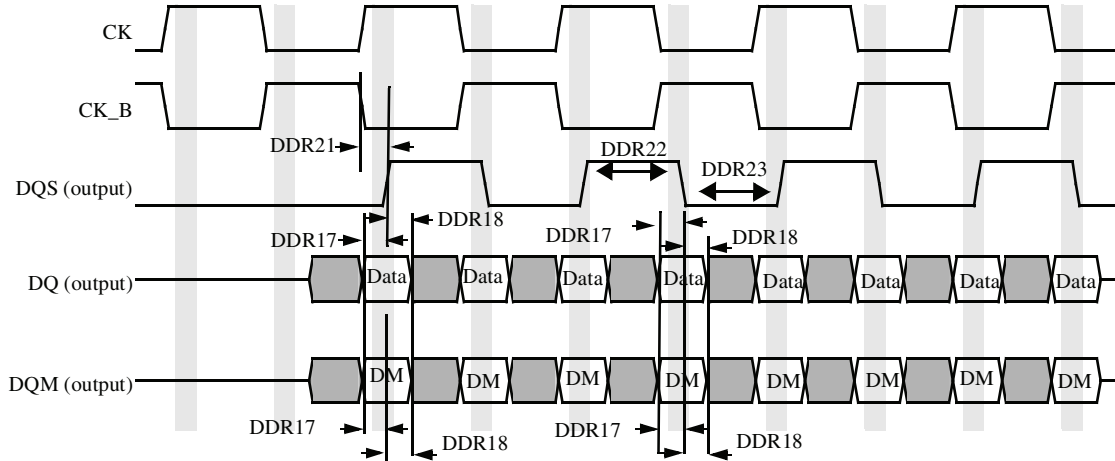 CK
CK_B
DDR21
DDR22
DDR23
DQS (output)
DDR18
DDR17
DDR17
DDR18
DQ (output)
Data
Data
Data
Data
Data
Data
Data
Data
DQM (output)
DM
DM
DM
DM
DM
DM
DM
DM
DDR17
DDR18
DDR17
DDR18